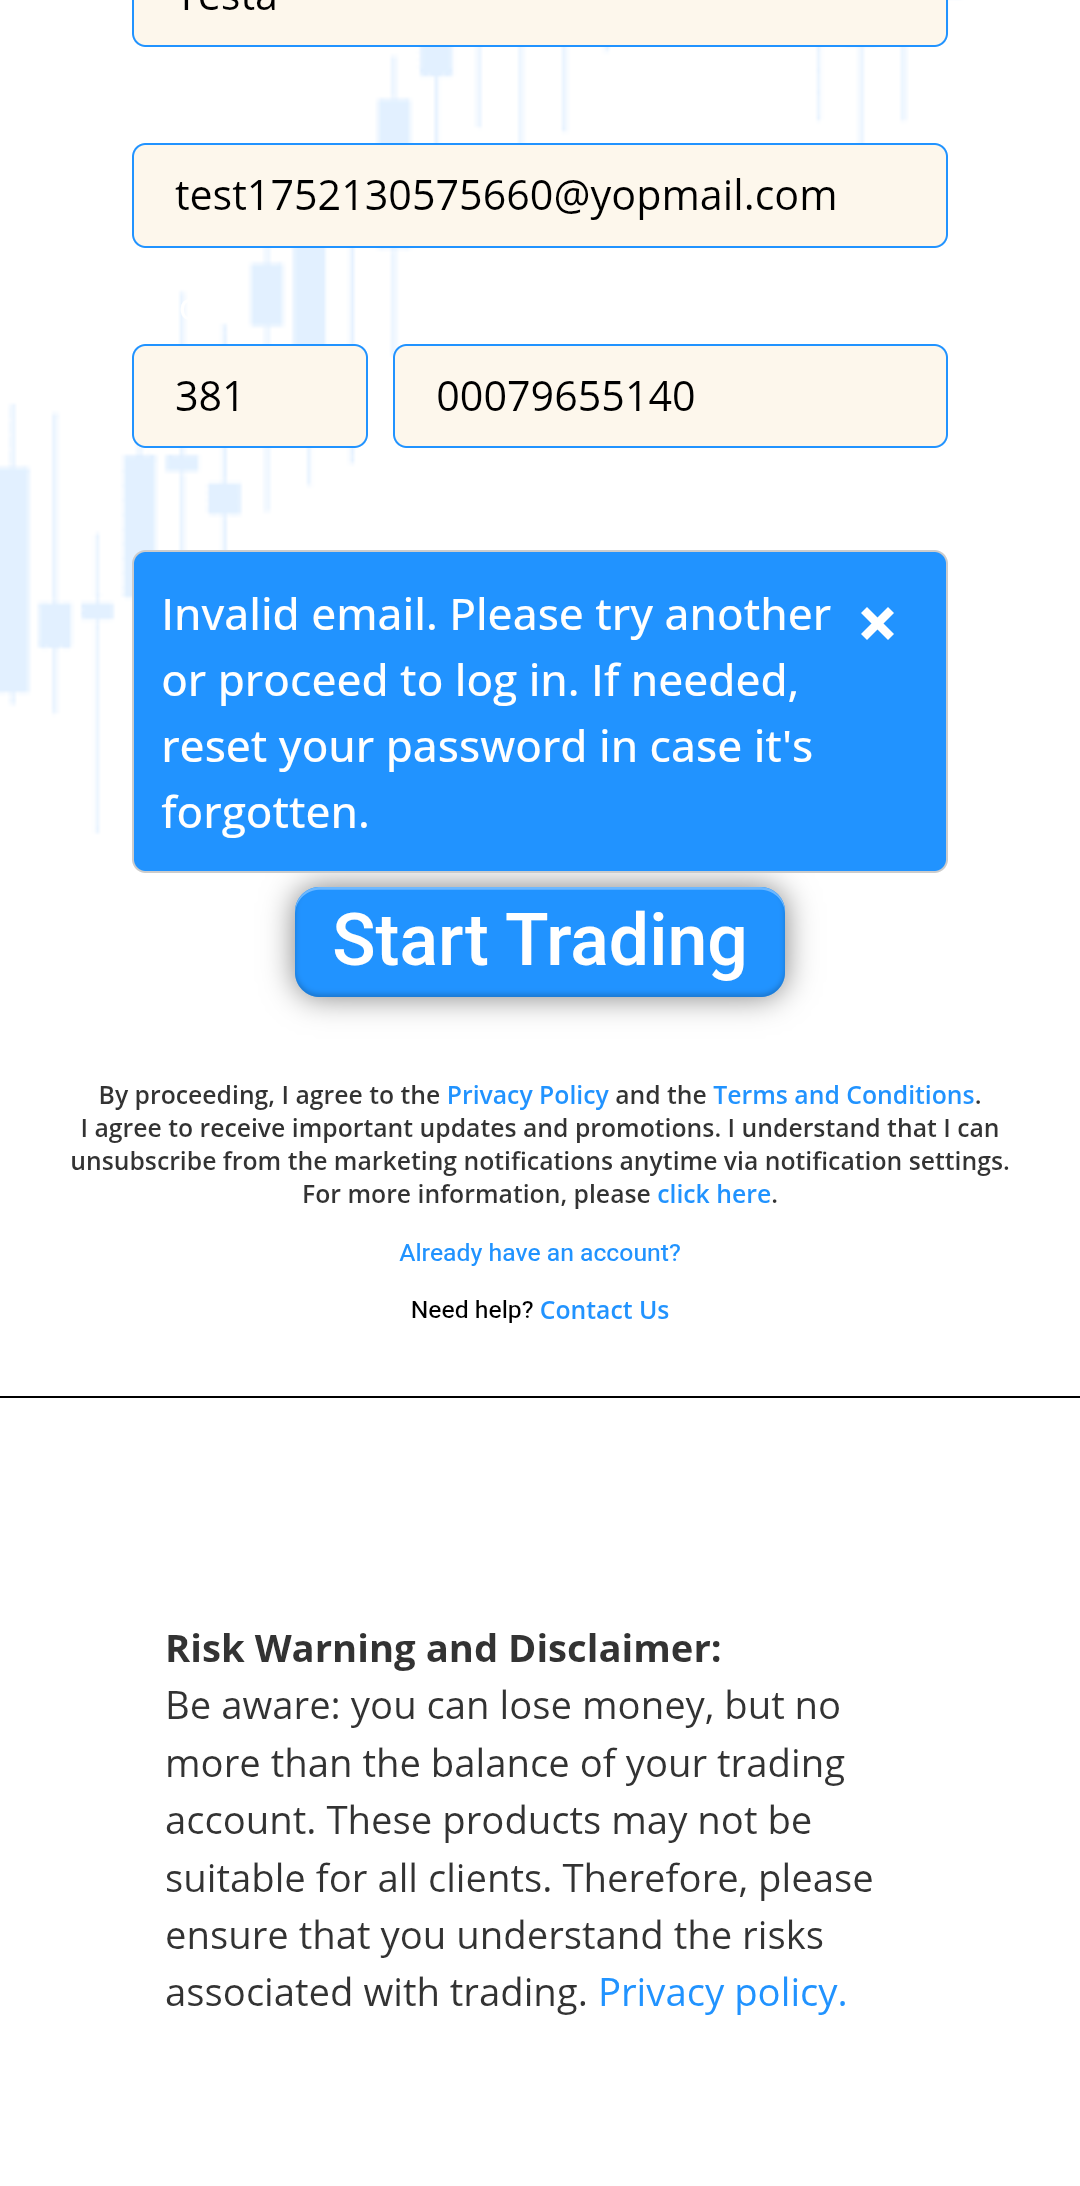 Testa
test1752130575660@yopmail.com
381
00079655140
Invalid email. Please try another
or proceed to log in. If needed,
reset your password in case it's
forgotten.
Start Trading
By proceeding, I agree to the Privacy Policy and the Terms and Conditions.
I agree to receive important updates and promotions. I understand that I can
unsubscribe from the marketing notifications anytime via notification settings.
For more information, please click here.
Already have an account?
Need help? Contact Us
Risk Warning and Disclaimer:
Be aware: you can lose money, but no
more than the balance of your trading
account. These products may not be
suitable for all clients. Therefore, please
ensure that you understand the risks
associated with trading. Privacy policy.